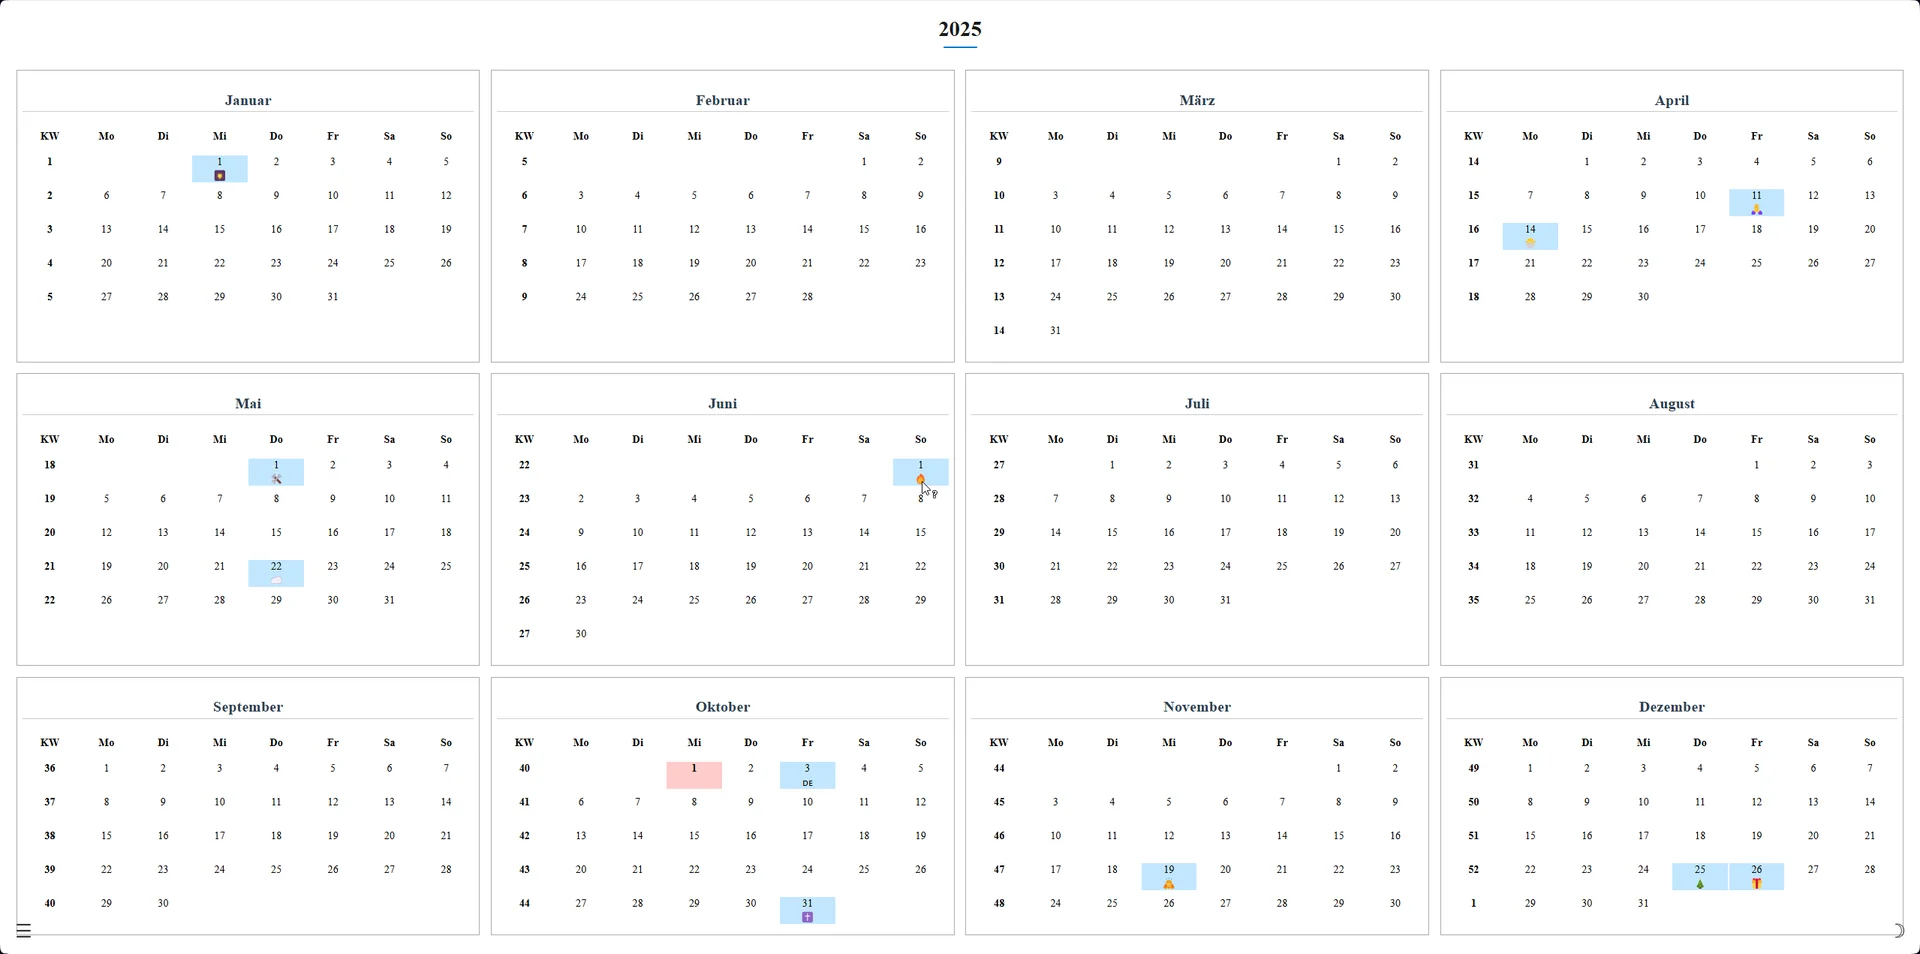 2025
Januar
KW Mo Di Mi Do Fr Sa So
1 1 2 3 4 5
2 6 7 8 9 10 11 12
3 13 14 15 16 17 18 19
4 20 21 22 23 24 25 26
5 27 28 29 30 31
Februar
KW Mo Di Mi Do Fr Sa So
5 1 2
6 3 4 5 6 7 8 9
7 10 11 12 13 14 15 16
8 17 18 19 20 21 22 23
9 24 25 26 27 28
März
KW Mo Di Mi Do Fr Sa So
9 1 2
10 3 4 5 6 7 8 9
11 10 11 12 13 14 15 16
12 17 18 19 20 21 22 23
13 24 25 26 27 28 29 30
14 31
April
KW Mo Di Mi Do Fr Sa So
14 1 2 3 4 5 6
15 7 8 9 10 11 12 13
16 14 15 16 17 18 19 20
17 21 22 23 24 25 26 27
18 28 29 30
Mai
KW Mo Di Mi Do Fr Sa So
18 1 2 3 4
19 5 6 7 8 9 10 11
20 12 13 14 15 16 17 18
21 19 20 21 22 23 24 25
22 26 27 28 29 30 31
Juni
KW Mo Di Mi Do Fr Sa So
22 1
23 2 3 4 5 6 7 8
24 9 10 11 12 13 14 15
25 16 17 18 19 20 21 22
26 23 24 25 26 27 28 29
27 30
Juli
KW Mo Di Mi Do Fr Sa So
27 1 2 3 4 5 6
28 7 8 9 10 11 12 13
29 14 15 16 17 18 19 20
30 21 22 23 24 25 26 27
31 28 29 30 31
August
KW Mo Di Mi Do Fr Sa So
31 1 2 3
32 4 5 6 7 8 9 10
33 11 12 13 14 15 16 17
34 18 19 20 21 22 23 24
35 25 26 27 28 29 30 31
September
KW Mo Di Mi Do Fr Sa So
36 1 2 3 4 5 6 7
37 8 9 10 11 12 13 14
38 15 16 17 18 19 20 21
39 22 23 24 25 26 27 28
40 29 30
Oktober
KW Mo Di Mi Do Fr Sa So
40 1 2 3 4 5
DE
41 6 7 8 9 10 11 12
42 13 14 15 16 17 18 19
43 20 21 22 23 24 25 26
44 27 28 29 30 31
November
KW Mo Di Mi Do Fr Sa So
44 1 2
45 3 4 5 6 7 8 9
46 10 11 12 13 14 15 16
47 17 18 19 20 21 22 23
48 24 25 26 27 28 29 30
Dezember
KW Mo Di Mi Do Fr Sa So
49 1 2 3 4 5 6 7
50 8 9 10 11 12 13 14
51 15 16 17 18 19 20 21
52 22 23 24 25 26 27 28
1 29 30 31